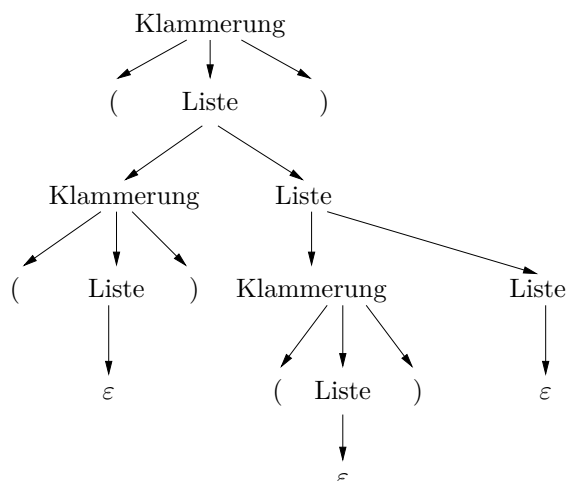 Klammerung
( Liste )
Klammerung Liste
( Liste ) Klammerung Liste
ε ( Liste ) ε
ε